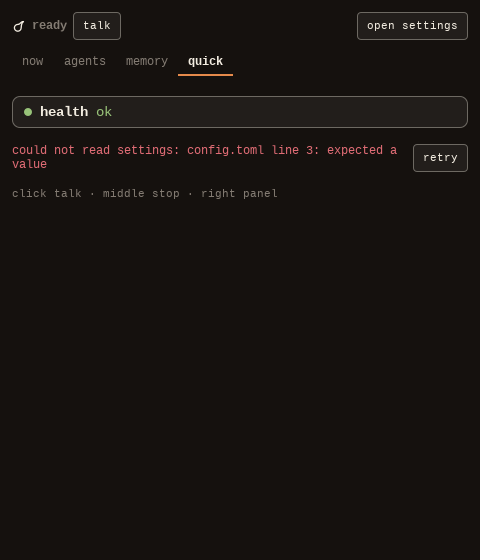 ready talk open settings
now agents memory quick
health ok
could not read settings: config.toml line 3: expected a
value
retry
click talk · middle stop · right panel